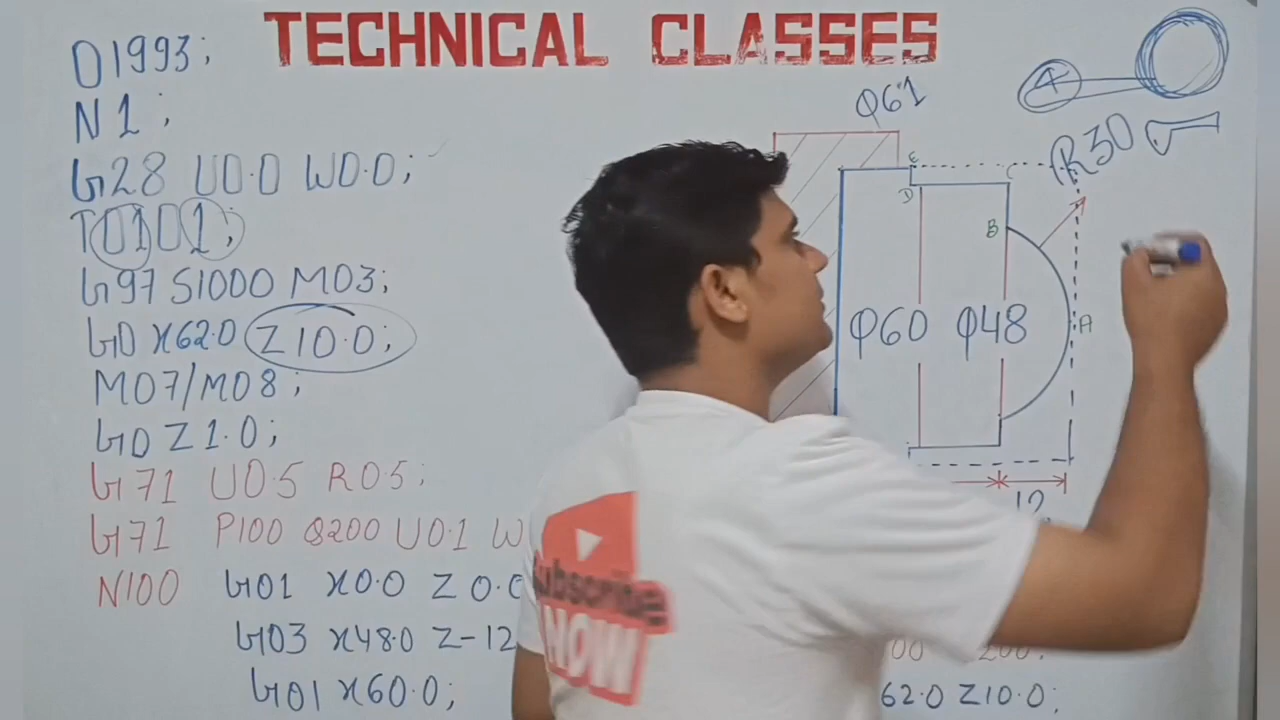 TECHNICAL CLASSES
O1993;
N1;
G28 U0.0 W0.0;
T0101;
G97 S1000 M03;
G0 X62.0 Z10.0;
M07/M08;
G0 Z1.0;
G71 U0.5 R0.5;
G71 P100 Q200 U0.1 W
N100 G01 X0.0 Z0.0
G03 X48.0 Z-12
G01 X60.0;
Φ61
R30
E
D
C
B
A
Φ60 Φ48
12
200;
62.0 Z10.0;
Subscribe
NOW